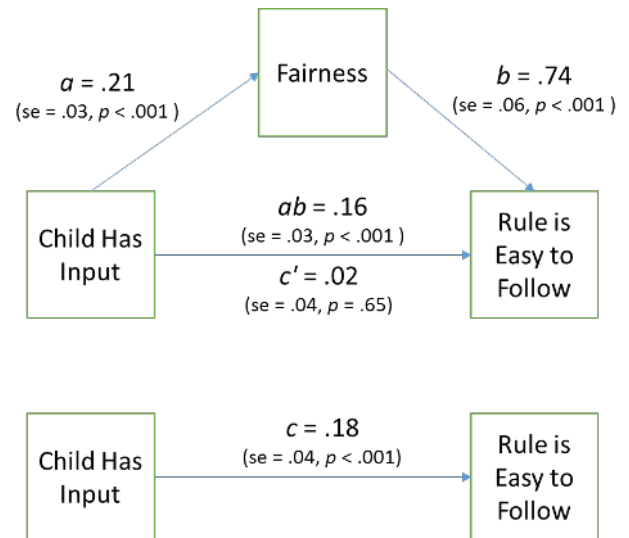 a = .21
(se = .03, p < .001 )
Fairness
b = .74
(se = .06, p < .001 )
Child Has
Input
ab = .16
(se = .03, p < .001 )
c' = .02
(se = .04, p = .65)
Rule is
Easy to
Follow
Child Has
Input
c = .18
(se = .04, p < .001)
Rule is
Easy to
Follow